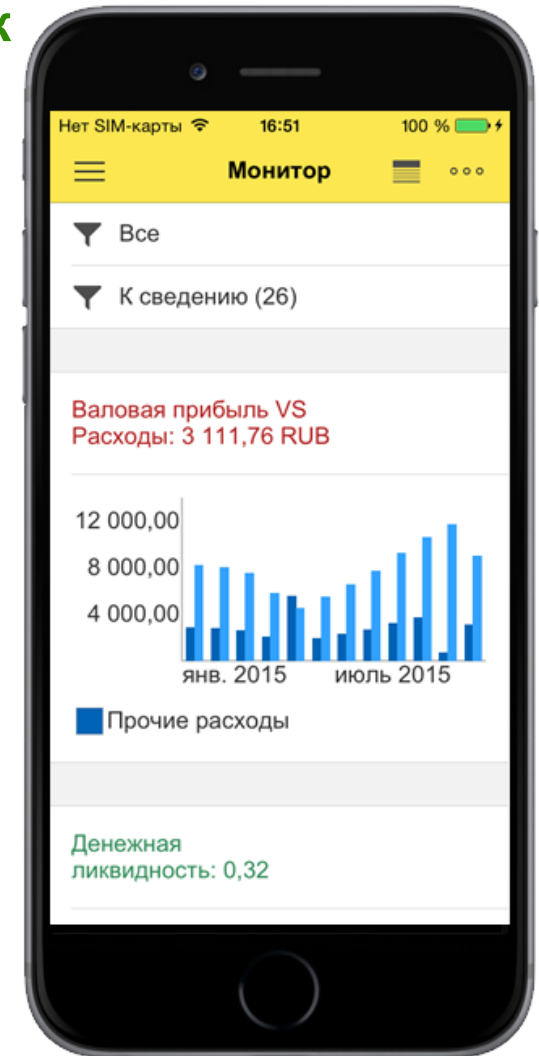 к
Нет SIM-карты 16:51 100 %
Монитор
Все
К сведению (26)
Валовая прибыль VS
Расходы: 3 111,76 RUB
12 000,00
8 000,00
4 000,00
янв. 2015 июль 2015
Прочие расходы
Денежная
ликвидность: 0,32